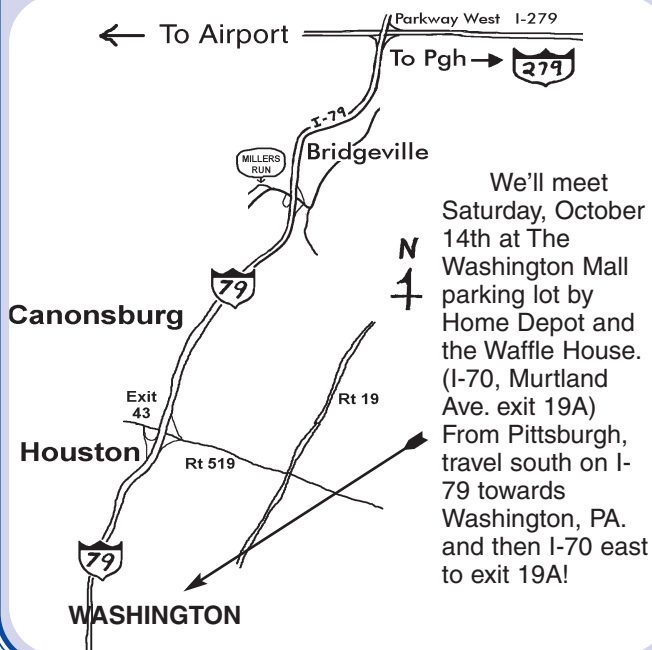 Parkway West I-279
To Airport
To Pgh
279
I-79
Bridgeville
MILLERS
RUN
We'll meet
Saturday, October
14th at The
Washington Mall
parking lot by
Home Depot and
the Waffle House.
(I-70, Murtland
Ave. exit 19A)
From Pittsburgh,
travel south on I-
79 towards
Washington, PA.
and then I-70 east
to exit 19A!
N
79
Canonsburg
Exit
43
Rt 19
Houston
Rt 519
79
WASHINGTON